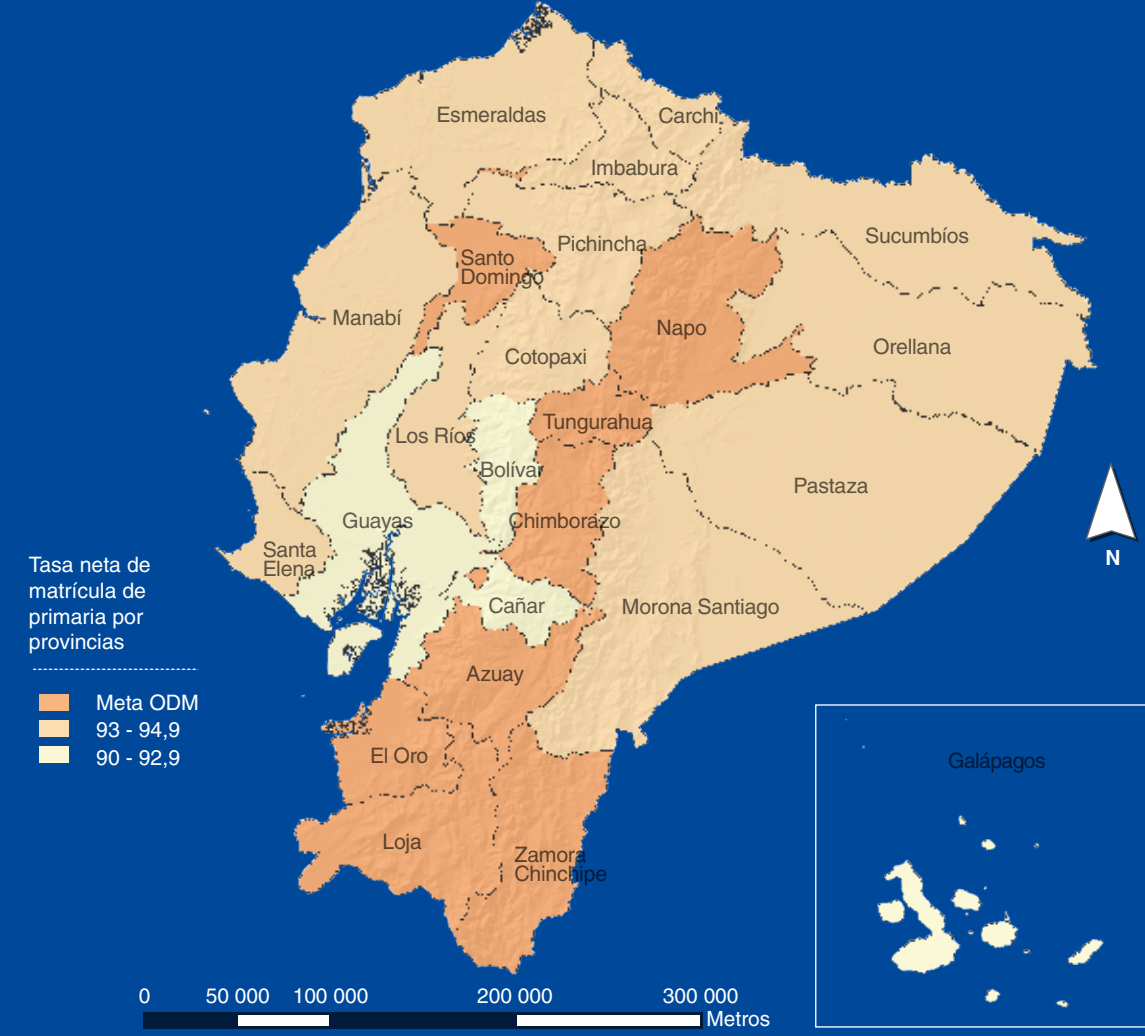 Esmeraldas
Carchi
Imbabura
Pichincha
Sucumbíos
Santo
Domingo
Manabí
Napo
Cotopaxi
Orellana
Tungurahua
Los Ríos
Bolívar
Pastaza
Guayas
Chimborazo
Santa
Elena
Cañar
Morona Santiago
Azuay
El Oro
Loja
Zamora
Chinchipe
Tasa neta de
matrícula de
primaria por
provincias
Meta ODM
93 - 94,9
90 - 92,9
N
Galápagos
0 50 000 100 000 200 000 300 000
Metros